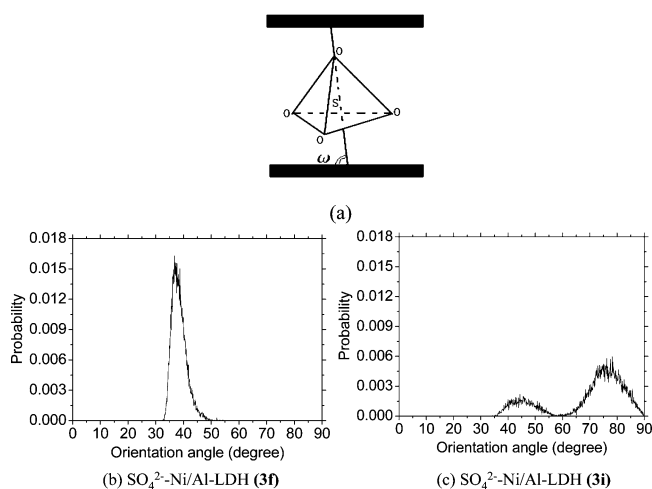 O
S
O
O
O
ω
(a)
0.018
0.015
0.012
0.009
0.006
0.003
0.000
Probability
0 10 20 30 40 50 60 70 80 90
Orientation angle (degree)
(b) SO₄²⁻-Ni/Al-LDH (3f)
0.018
0.015
0.012
0.009
0.006
0.003
0.000
Probability
0 10 20 30 40 50 60 70 80 90
Orientation angle (degree)
(c) SO₄²⁻-Ni/Al-LDH (3i)